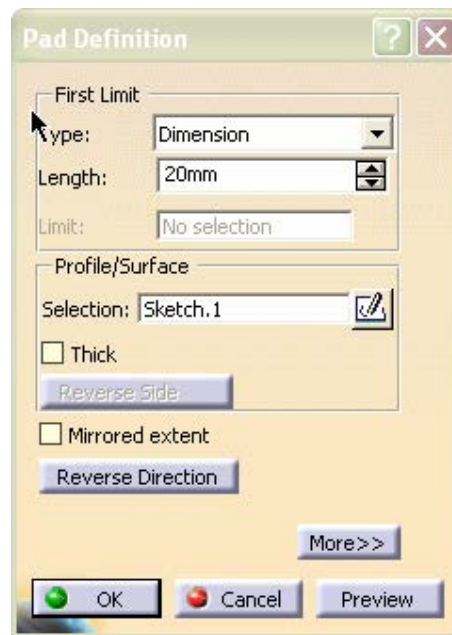 Pad Definition
First Limit
Type: Dimension
Length: 20mm
Limit: No selection
Profile/Surface
Selection: Sketch.1
Thick
Reverse Side
Mirrored extent
Reverse Direction
More>>
OK Cancel Preview